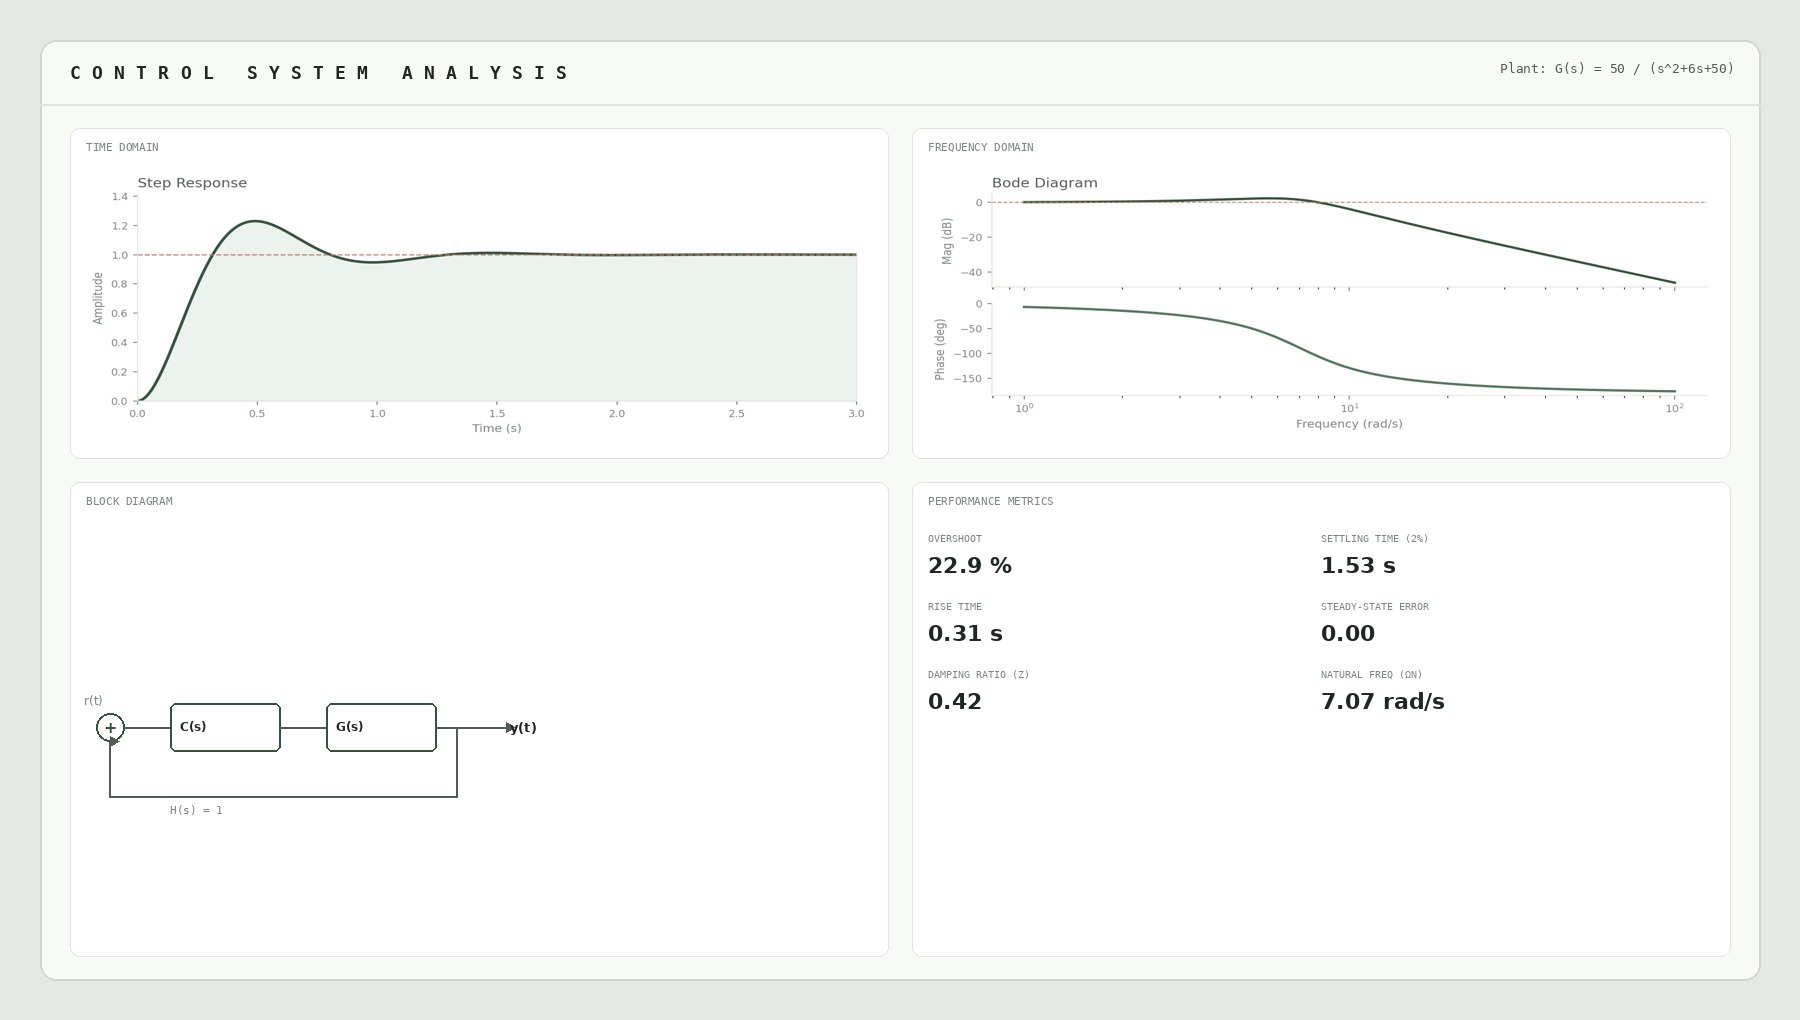 CONTROL SYSTEM ANALYSIS
Plant: G(s) = 50 / (s^2+6s+50)
TIME DOMAIN
Step Response
1.4
1.2
1.0
0.8
0.6
0.4
0.2
0.0
Amplitude
0.0 0.5 1.0 1.5 2.0 2.5 3.0
Time (s)
FREQUENCY DOMAIN
Bode Diagram
0
−20
−40
Mag (dB)
0
−50
−100
−150
Phase (deg)
10⁰ 10¹ 10²
Frequency (rad/s)
BLOCK DIAGRAM
r(t)
+
C(s)
G(s)
y(t)
H(s) = 1
PERFORMANCE METRICS
OVERSHOOT
22.9 %
SETTLING TIME (2%)
1.53 s
RISE TIME
0.31 s
STEADY-STATE ERROR
0.00
DAMPING RATIO (Ζ)
0.42
NATURAL FREQ (ΩN)
7.07 rad/s